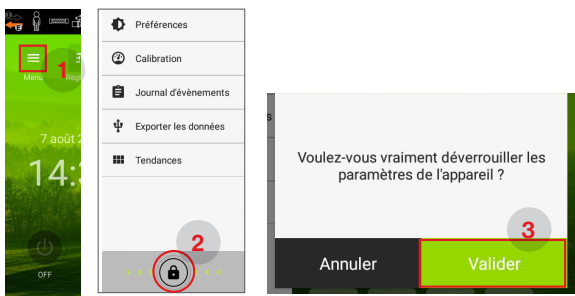 Menu
1
7 août
14:
OFF
Préférences
Calibration
Journal d'évènements
Exporter les données
Tendances
2
Voulez-vous vraiment déverrouiller les
paramètres de l'appareil ?
3
Annuler
Valider